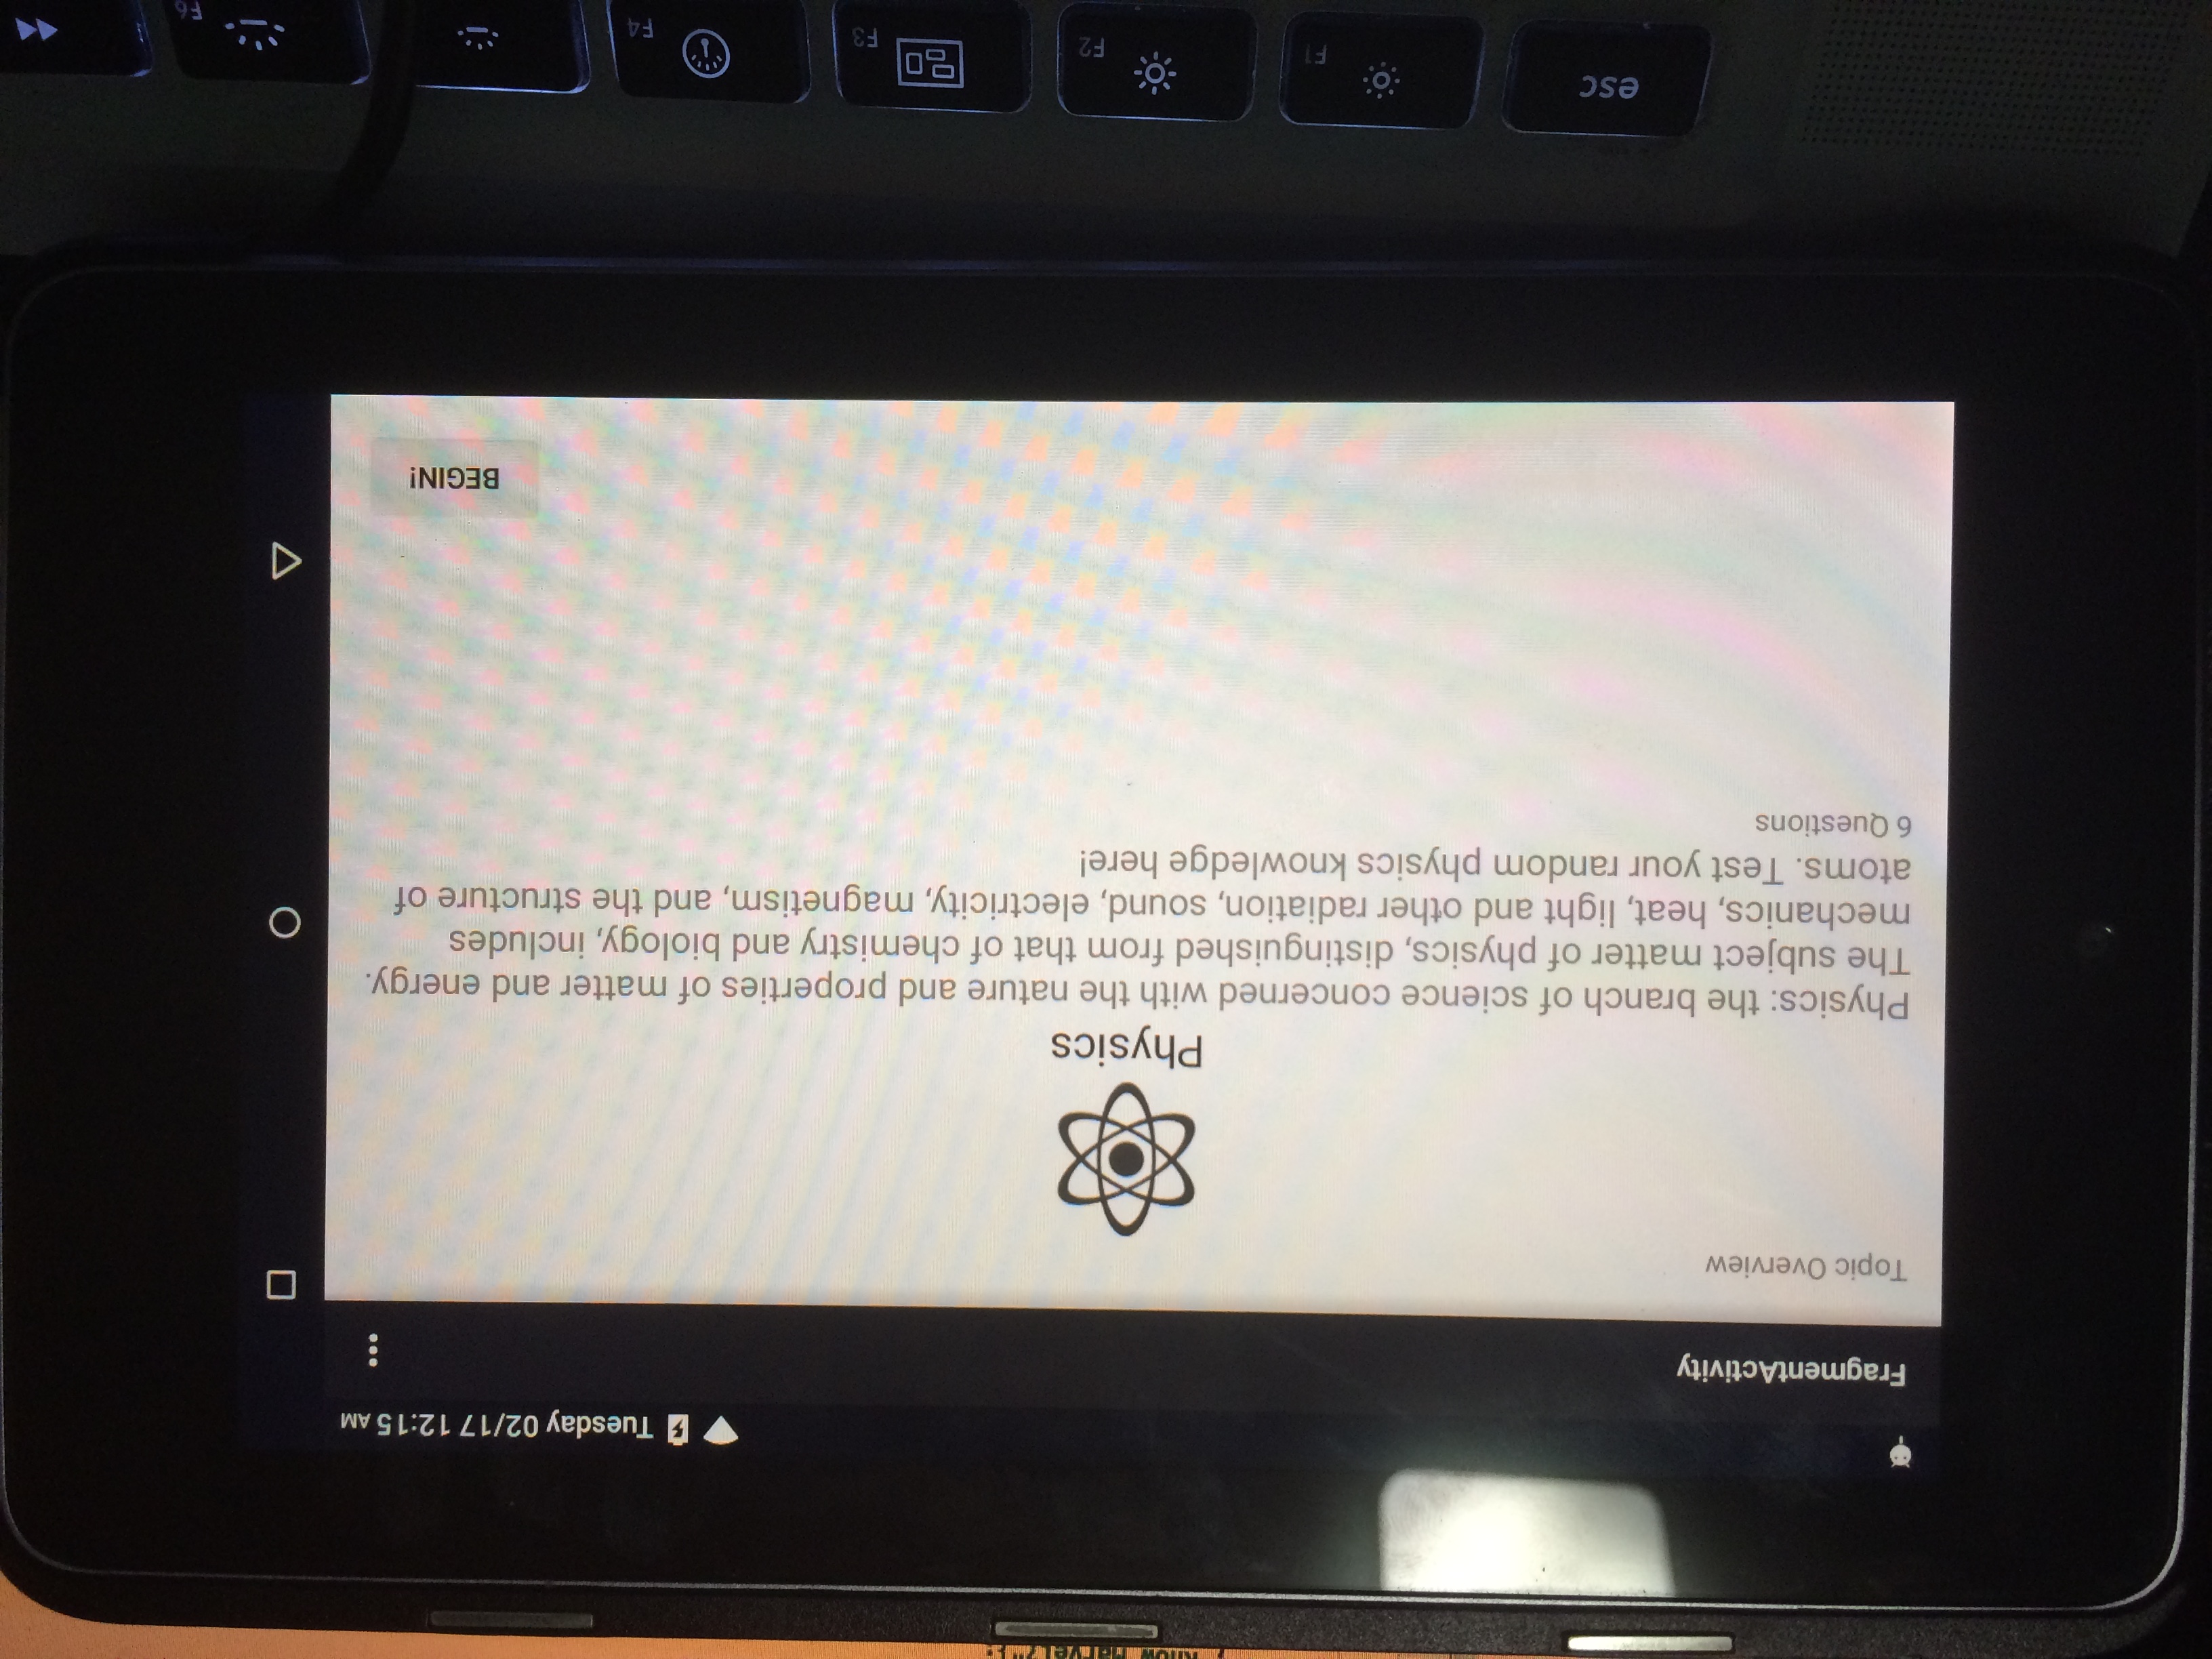 Know Marvel?"};
Tuesday 02/17 12:15 AM
FragmentActivity
Topic Overview
Physics
Physics: the branch of science concerned with the nature and properties of matter and energy.
The subject matter of physics, distinguished from that of chemistry and biology, includes
mechanics, heat, light and other radiation, sound, electricity, magnetism, and the structure of
atoms. Test your random physics knowledge here!
6 Questions
BEGIN!
esc
F1
F2
F3
F4
F6